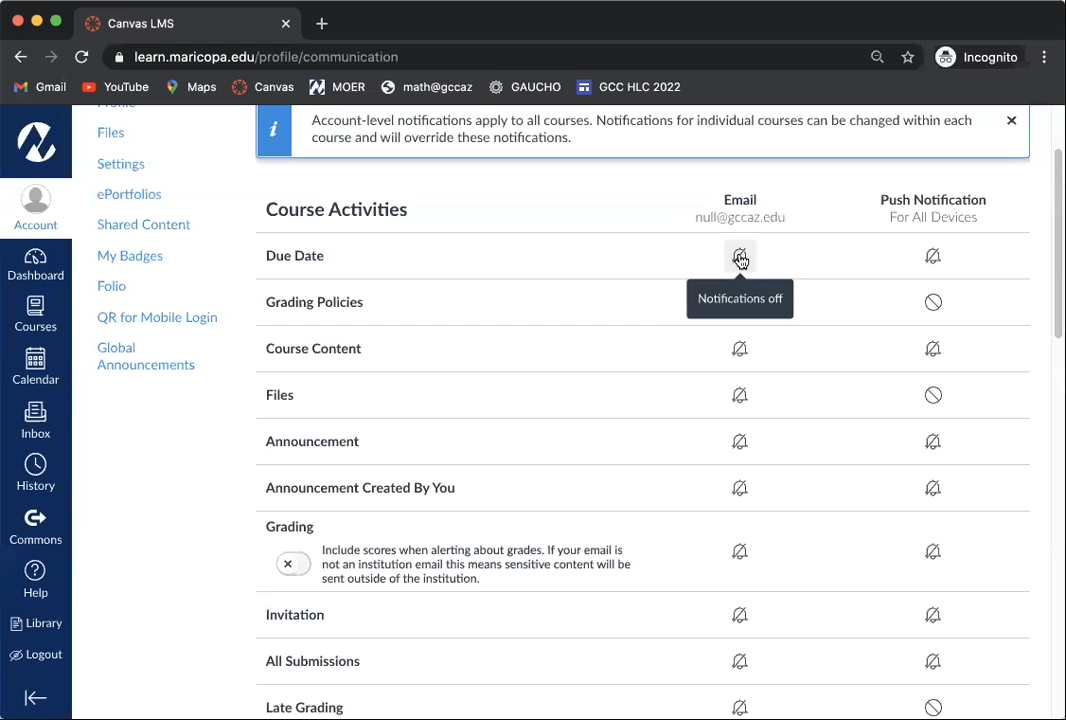 Canvas LMS
learn.maricopa.edu/profile/communication
Incognito
Gmail
YouTube
Maps
Canvas
MOER
math@gccaz
GAUCHO
GCC HLC 2022
Account
Dashboard
Courses
Calendar
Inbox
History
Commons
Help
Library
Logout
Profile
Files
Settings
ePortfolios
Shared Content
My Badges
Folio
QR for Mobile Login
Global
Announcements
Account-level notifications apply to all courses. Notifications for individual courses can be changed within each
course and will override these notifications.
Course Activities
Email
null@gccaz.edu
Push Notification
For All Devices
Due Date
Notifications off
Grading Policies
Course Content
Files
Announcement
Announcement Created By You
Grading
Include scores when alerting about grades. If your email is
not an institution email this means sensitive content will be
sent outside of the institution.
Invitation
All Submissions
Late Grading